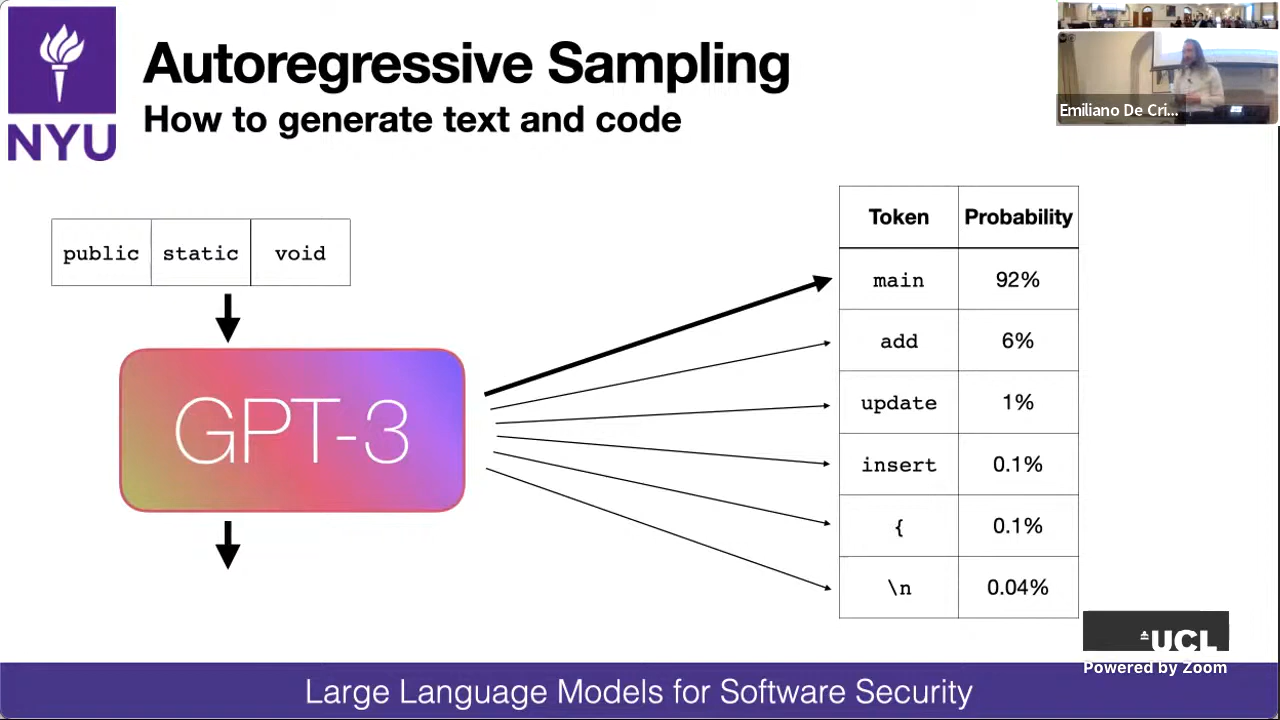 NYU
Autoregressive Sampling
How to generate text and code
Emiliano De Cri...
public static void
GPT-3
Token Probability
main 92%
add 6%
update 1%
insert 0.1%
{ 0.1%
\n 0.04%
UCL
Powered by Zoom
Large Language Models for Software Security